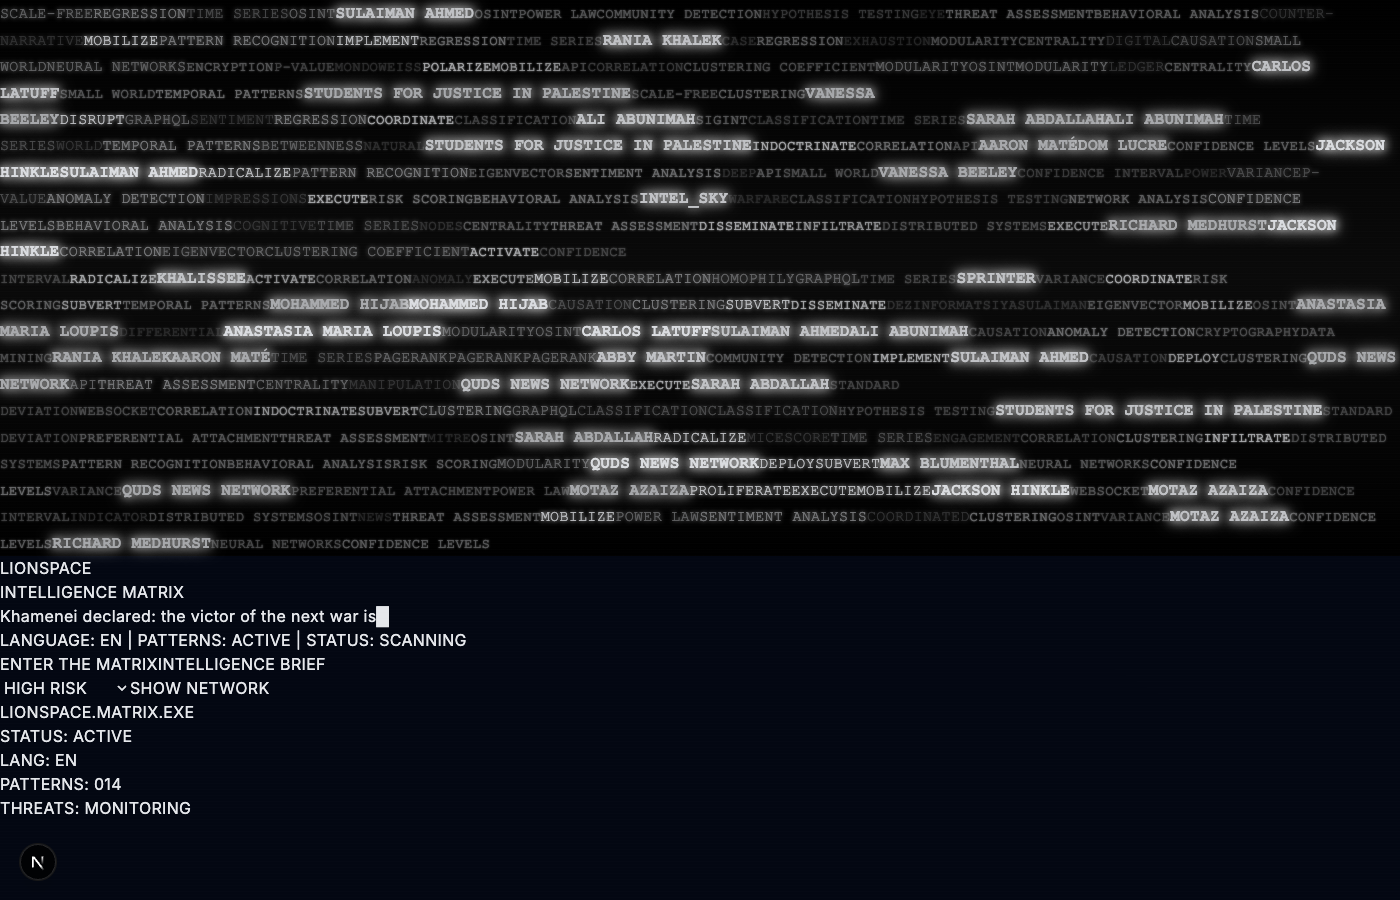 SCALE-FREEREGRESSIONTIME SERIESOSINTSULAIMAN AHMEDOSINTPOWER LAWCOMMUNITY DETECTIONHYPOTHESIS TESTINGEYETHREAT ASSESSMENTBEHAVIORAL ANALYSISCOUNTER-
NARRATIVEMOBILIZEPATTERN RECOGNITIONIMPLEMENTREGRESSIONTIME SERIESRANIA KHALEKCASEREGRESSIONEXHAUSTIONMODULARITYCENTRALITYDIGITALCAUSATIONSMALL
WORLDNEURAL NETWORKSENCRYPTIONP-VALUEMONDOWEISSPOLARIZEMOBILIZEAPICORRELATIONCLUSTERING COEFFICIENTMODULARITYOSINTMODULARITYLEDGERCENTRALITYCARLOS
LATUFFSMALL WORLDTEMPORAL PATTERNSSTUDENTS FOR JUSTICE IN PALESTINESCALE-FREECLUSTERINGVANESSA
BEELEYDISRUPTGRAPHQLSENTIMENTREGRESSIONCOORDINATECLASSIFICATIONALI ABUNIMAHSIGINTCLASSIFICATIONTIME SERIESSARAH ABDALLAHALI ABUNIMAHTIME
SERIESWORLDTEMPORAL PATTERNSBETWEENNESSNATURALSTUDENTS FOR JUSTICE IN PALESTINEINDOCTRINATECORRELATIONAPIAARON MATÉDOM LUCRECONFIDENCE LEVELSJACKSON
HINKLESULAIMAN AHMEDRADICALIZEPATTERN RECOGNITIONEIGENVECTORSENTIMENT ANALYSISDEEPAPISMALL WORLDVANESSA BEELEYCONFIDENCE INTERVALPOWERVARIANCEP-
VALUEANOMALY DETECTIONIMPRESSIONSEXECUTERISK SCORINGBEHAVIORAL ANALYSISINTEL_SKYWARFARECLASSIFICATIONHYPOTHESIS TESTINGNETWORK ANALYSISCONFIDENCE
LEVELSBEHAVIORAL ANALYSISCOGNITIVETIME SERIESNODESCENTRALITYTHREAT ASSESSMENTDISSEMINATEINFILTRATEDISTRIBUTED SYSTEMSEXECUTERICHARD MEDHURSTJACKSON
HINKLECORRELATIONEIGENVECTORCLUSTERING COEFFICIENTACTIVATECONFIDENCE
INTERVALRADICALIZEKHALISSEEACTIVATECORRELATIONANOMALYEXECUTEMOBILIZECORRELATIONHOMOPHILYGRAPHQLTIME SERIESSPRINTERVARIANCECOORDINATERISK
SCORINGSUBVERTTEMPORAL PATTERNSMOHAMMED HIJABMOHAMMED HIJABCAUSATIONCLUSTERINGSUBVERTDISSEMINATEDEZINFORMATSIYASULAIMANEIGENVECTORMOBILIZEOSINTANASTASIA
MARIA LOUPISDIFFERENTIALANASTASIA MARIA LOUPISMODULARITYOSINTCARLOS LATUFFSULAIMAN AHMEDALI ABUNIMAHCAUSATIONANOMALY DETECTIONCRYPTOGRAPHYDATA
MININGRANIA KHALEKAARON MATÉTIME SERIESPAGERANKPAGERANKPAGERANKABBY MARTINCOMMUNITY DETECTIONIMPLEMENTSULAIMAN AHMEDCAUSATIONDEPLOYCLUSTERINGQUDS NEWS
NETWORKAPITHREAT ASSESSMENTCENTRALITYMANIPULATIONQUDS NEWS NETWORKEXECUTESARAH ABDALLAHSTANDARD
DEVIATIONWEBSOCKETCORRELATIONINDOCTRINATESUBVERTCLUSTERINGGRAPHQLCLASSIFICATIONCLASSIFICATIONHYPOTHESIS TESTINGSTUDENTS FOR JUSTICE IN PALESTINESTANDARD
DEVIATIONPREFERENTIAL ATTACHMENTTHREAT ASSESSMENTMITREOSINTSARAH ABDALLAHRADICALIZEMICESCORETIME SERIESENGAGEMENTCORRELATIONCLUSTERINGINFILTRATEDISTRIBUTED
SYSTEMSPATTERN RECOGNITIONBEHAVIORAL ANALYSISRISK SCORINGMODULARITYQUDS NEWS NETWORKDEPLOYSUBVERTMAX BLUMENTHALNEURAL NETWORKSCONFIDENCE
LEVELSVARIANCEQUDS NEWS NETWORKPREFERENTIAL ATTACHMENTPOWER LAWMOTAZ AZAIZAPROLIFERATEEXECUTEMOBILIZEJACKSON HINKLEWEBSOCKETMOTAZ AZAIZACONFIDENCE
INTERVALINDICATORDISTRIBUTED SYSTEMSOSINTNEWSTHREAT ASSESSMENTMOBILIZEPOWER LAWSENTIMENT ANALYSISCOORDINATEDCLUSTERINGOSINTVARIANCEMOTAZ AZAIZACONFIDENCE
LEVELSRICHARD MEDHURSTNEURAL NETWORKSCONFIDENCE LEVELS
LIONSPACE
INTELLIGENCE MATRIX
Khamenei declared: the victor of the next war is
LANGUAGE: EN | PATTERNS: ACTIVE | STATUS: SCANNING
ENTER THE MATRIXINTELLIGENCE BRIEF
HIGH RISK SHOW NETWORK
LIONSPACE.MATRIX.EXE
STATUS: ACTIVE
LANG: EN
PATTERNS: 014
THREATS: MONITORING
N